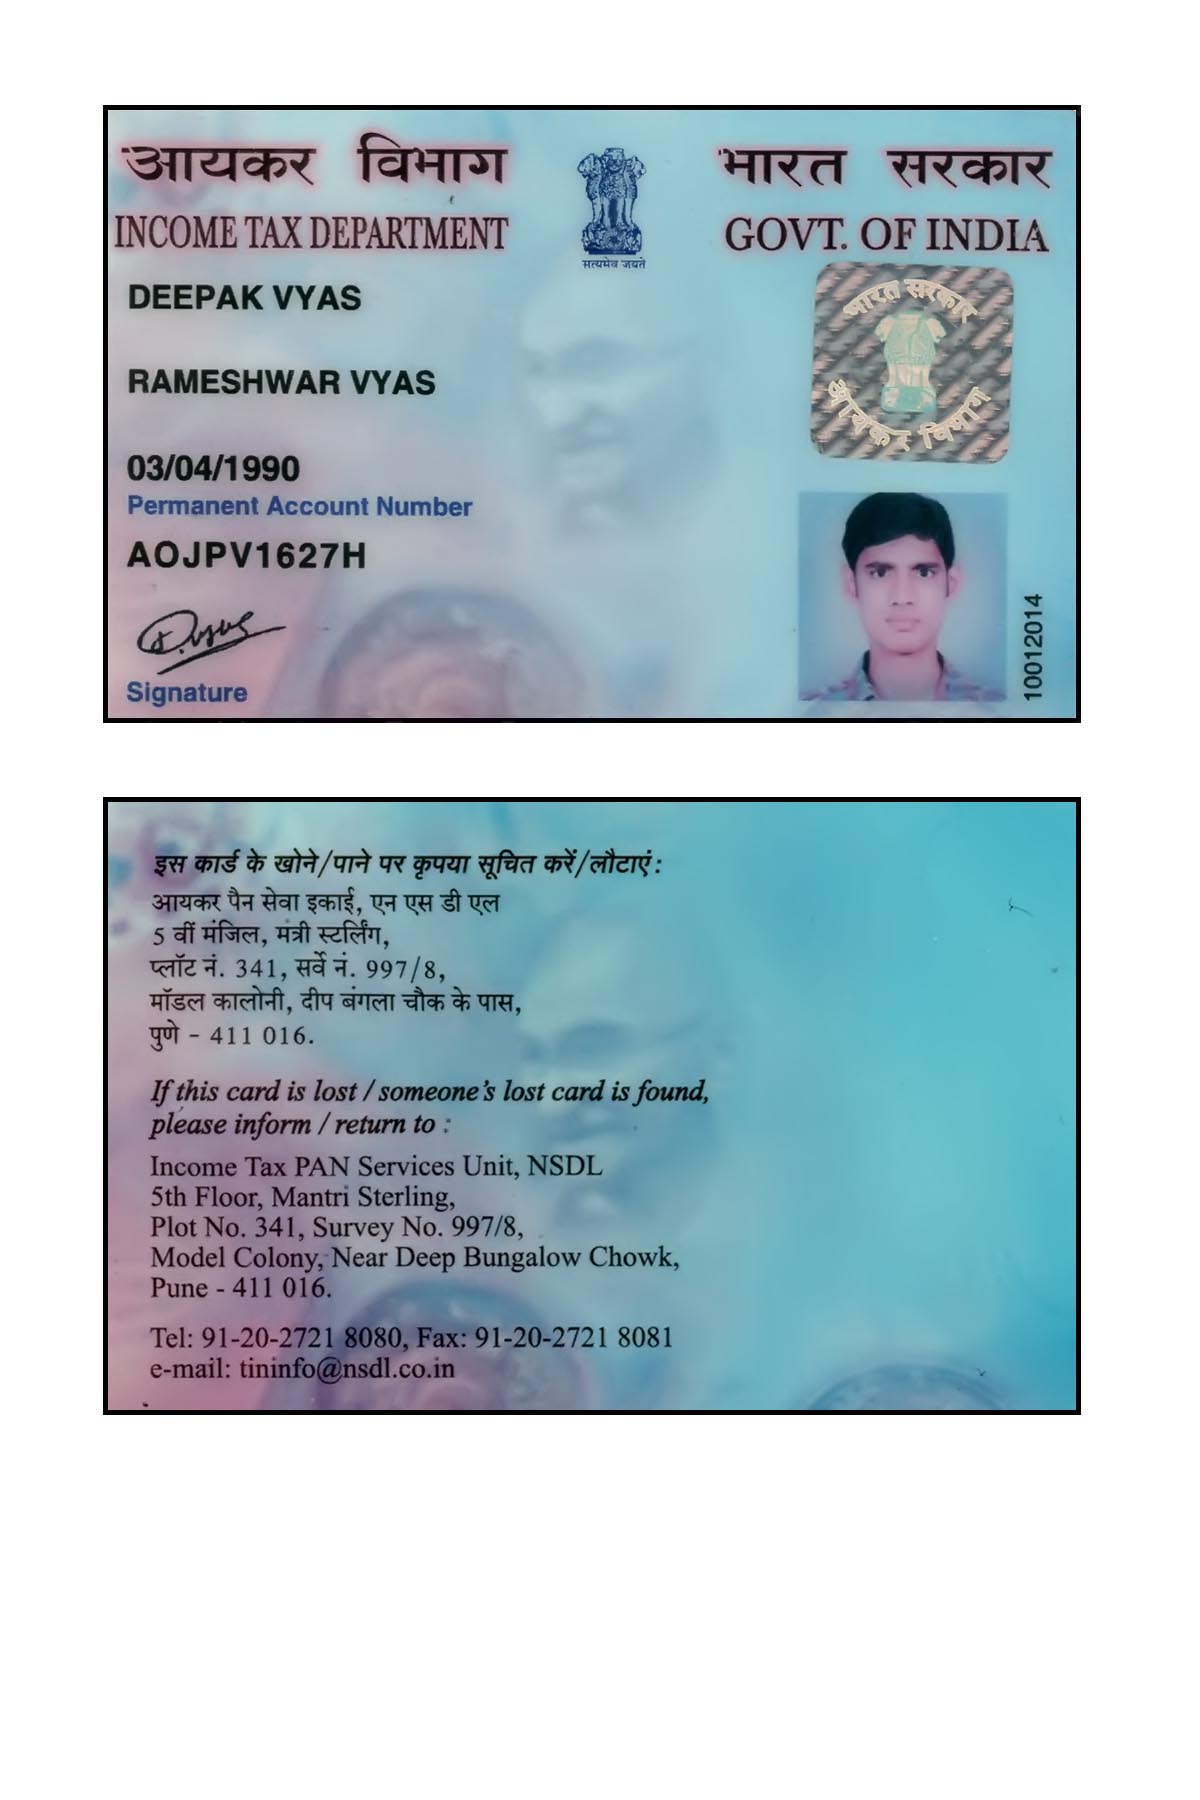 आयकर विभाग
INCOME TAX DEPARTMENT
सत्यमेव जयते
भारत सरकार
GOVT. OF INDIA
DEEPAK VYAS
RAMESHWAR VYAS
03/04/1990
Permanent Account Number
AOJPV1627H
D.Vyas
Signature
भारत सरकार
आयकर विभाग
10012014
इस कार्ड के खोने/पाने पर कृपया सूचित करें/लौटाएं :
आयकर पैन सेवा इकाई, एन एस डी एल
5 वीं मंजिल, मंत्री स्टर्लिंग,
प्लॉट नं. 341, सर्वे नं. 997/8,
मॉडल कालोनी, दीप बंगला चौक के पास,
पुणे - 411 016.
If this card is lost / someone's lost card is found,
please inform / return to :
Income Tax PAN Services Unit, NSDL
5th Floor, Mantri Sterling,
Plot No. 341, Survey No. 997/8,
Model Colony, Near Deep Bungalow Chowk,
Pune - 411 016.
Tel: 91-20-2721 8080, Fax: 91-20-2721 8081
e-mail: tininfo@nsdl.co.in